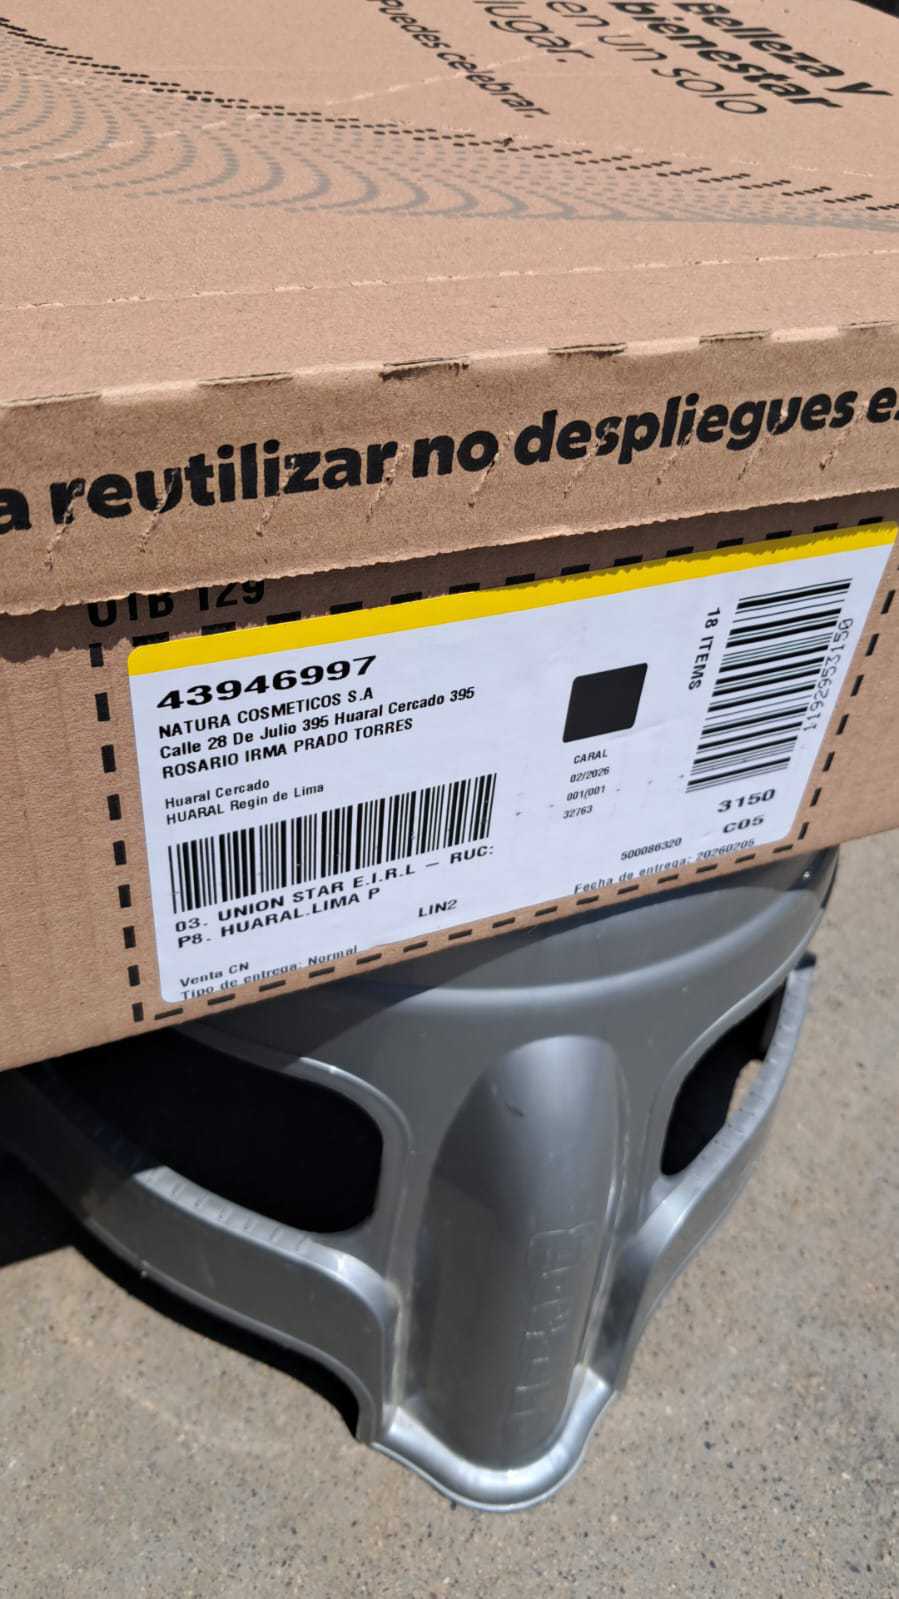 Belleza y
bienestar
en un solo
lugar.
Puedes celebrar.
a reutilizar no despliegues e
UTB 129
43946997
NATURA COSMETICOS S.A
Calle 28 De Julio 395 Huaral Cercado 395
ROSARIO IRMA PRADO TORRES
Huaral Cercado
HUARAL Regin de Lima
03. UNION STAR E.I.R.L – RUC:
P8. HUARAL.LIMA P
LIN2
Venta CN
Tipo de entrega: Normal
CARAL
02/2026
001/001
32763
18 ITEMS
1192953150
3150
C05
500086320
Fecha de entrega: 20260205